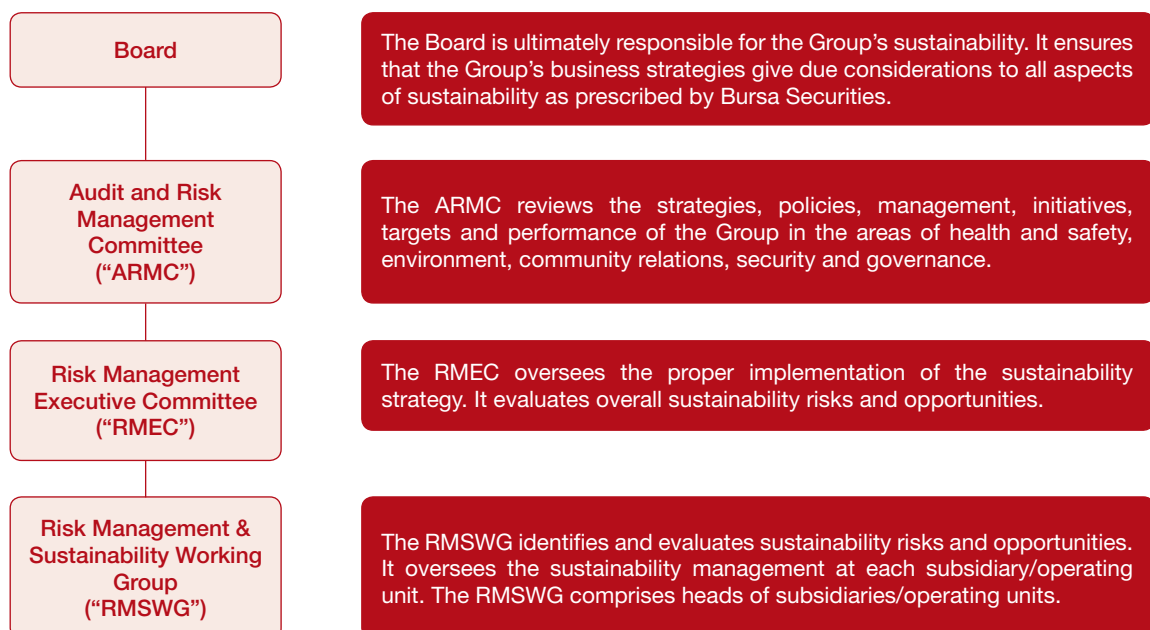 Board
The Board is ultimately responsible for the Group’s sustainability. It ensures
that the Group’s business strategies give due considerations to all aspects
of sustainability as prescribed by Bursa Securities.
Audit and Risk
Management
Committee
(“ARMC”)
The ARMC reviews the strategies, policies, management, initiatives,
targets and performance of the Group in the areas of health and safety,
environment, community relations, security and governance.
Risk Management
Executive Committee
(“RMEC”)
The RMEC oversees the proper implementation of the sustainability
strategy. It evaluates overall sustainability risks and opportunities.
Risk Management &
Sustainability Working
Group
(“RMSWG”)
The RMSWG identifies and evaluates sustainability risks and opportunities.
It oversees the sustainability management at each subsidiary/operating
unit. The RMSWG comprises heads of subsidiaries/operating units.